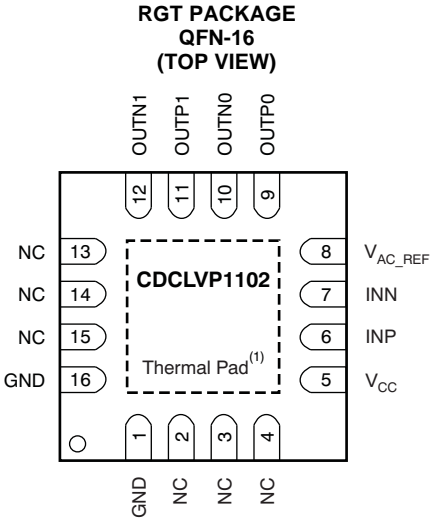 RGT PACKAGE
QFN-16
(TOP VIEW)
OUTN1 OUTP1 OUTN0 OUTP0
12 11 10 9
NC 13 8 V_AC_REF
CDCLVP1102
NC 14 7 INN
NC 15 6 INP
Thermal Pad(1)
GND 16 5 V_CC
1 2 3 4
GND NC NC NC